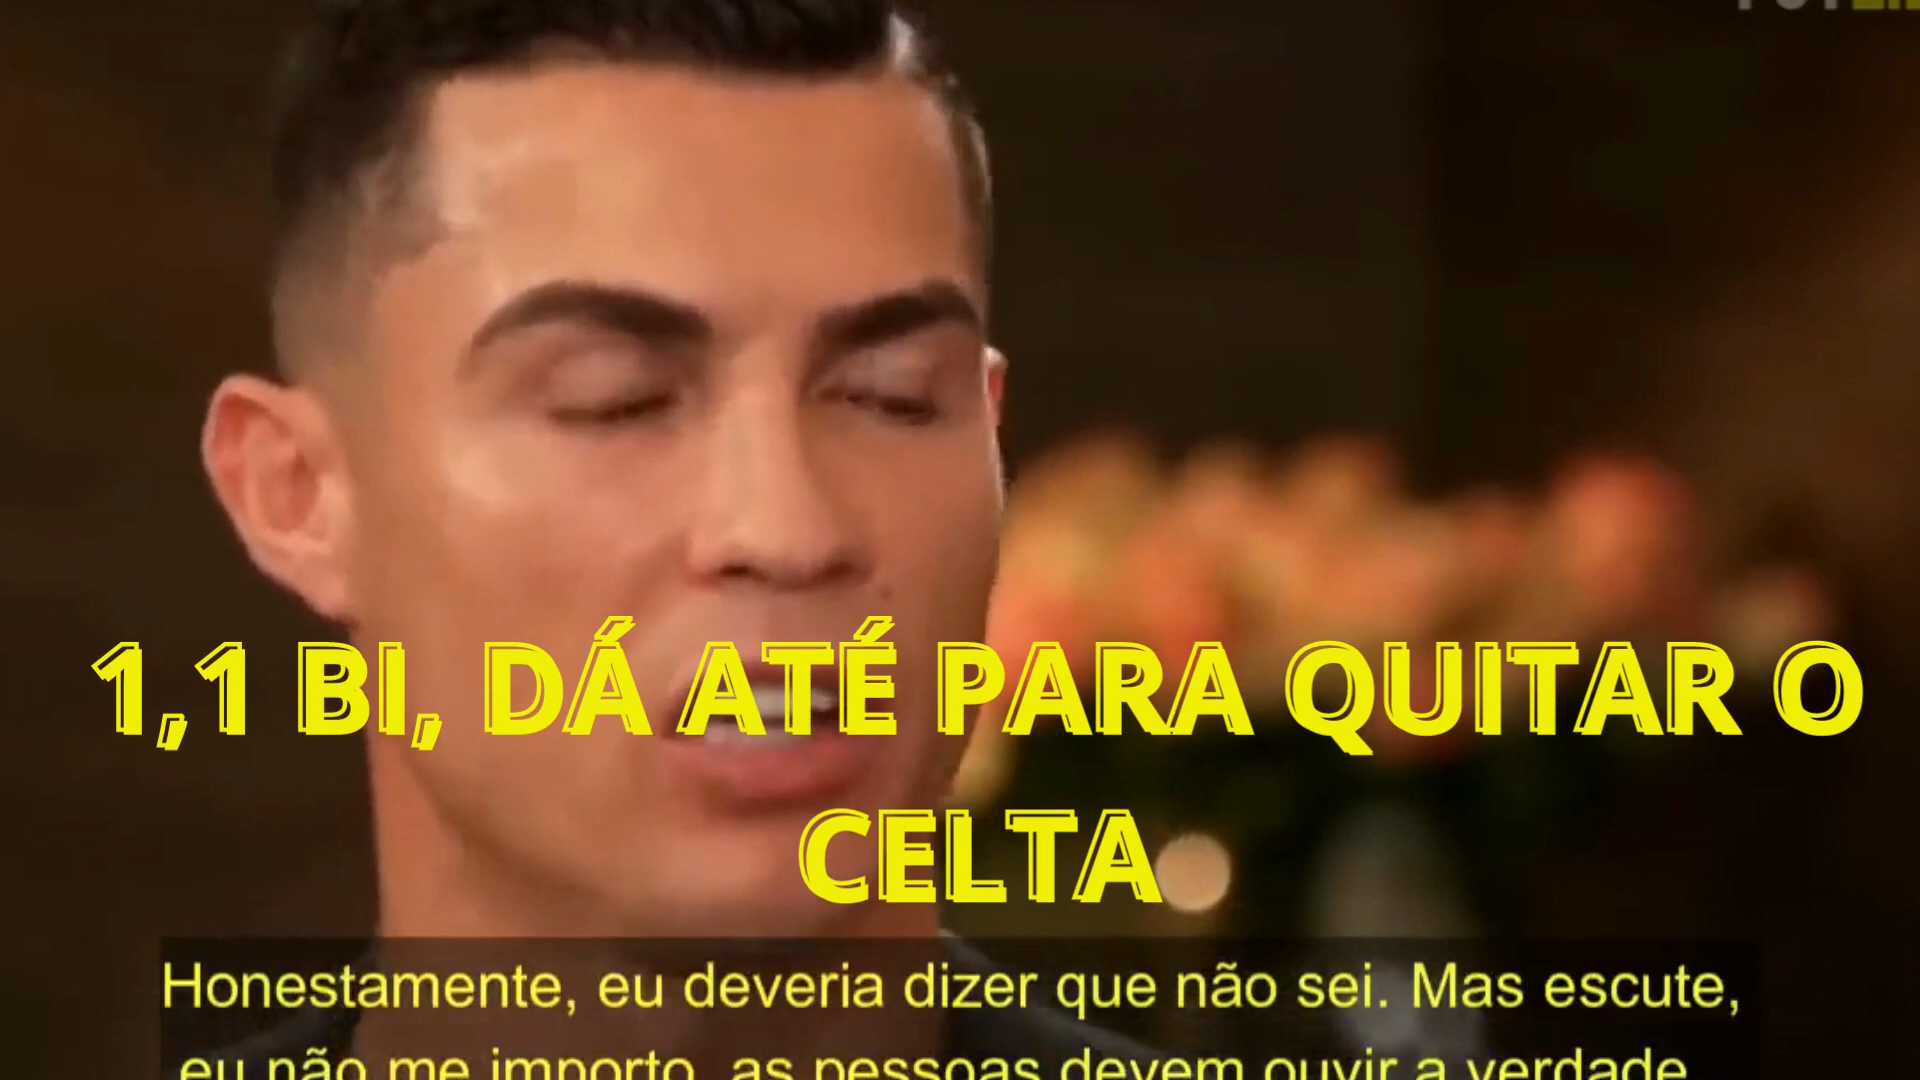 1,1 BI, DÁ ATÉ PARA QUITAR O
CELTA
Honestamente, eu deveria dizer que não sei. Mas escute,
eu não me importo, as pessoas devem ouvir a verdade